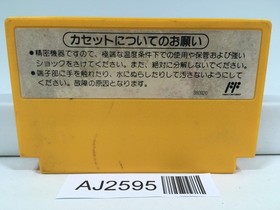 カセットについてのお願い
●精密機器ですので、極端な温度条件下での使用や保管および強い
ショックをさけてください。また、絶対に分解しないでください。
●端子部に手を触れたり、水にぬらしたりして汚さないようにして
ください。故障の原因となります。
AJ2595